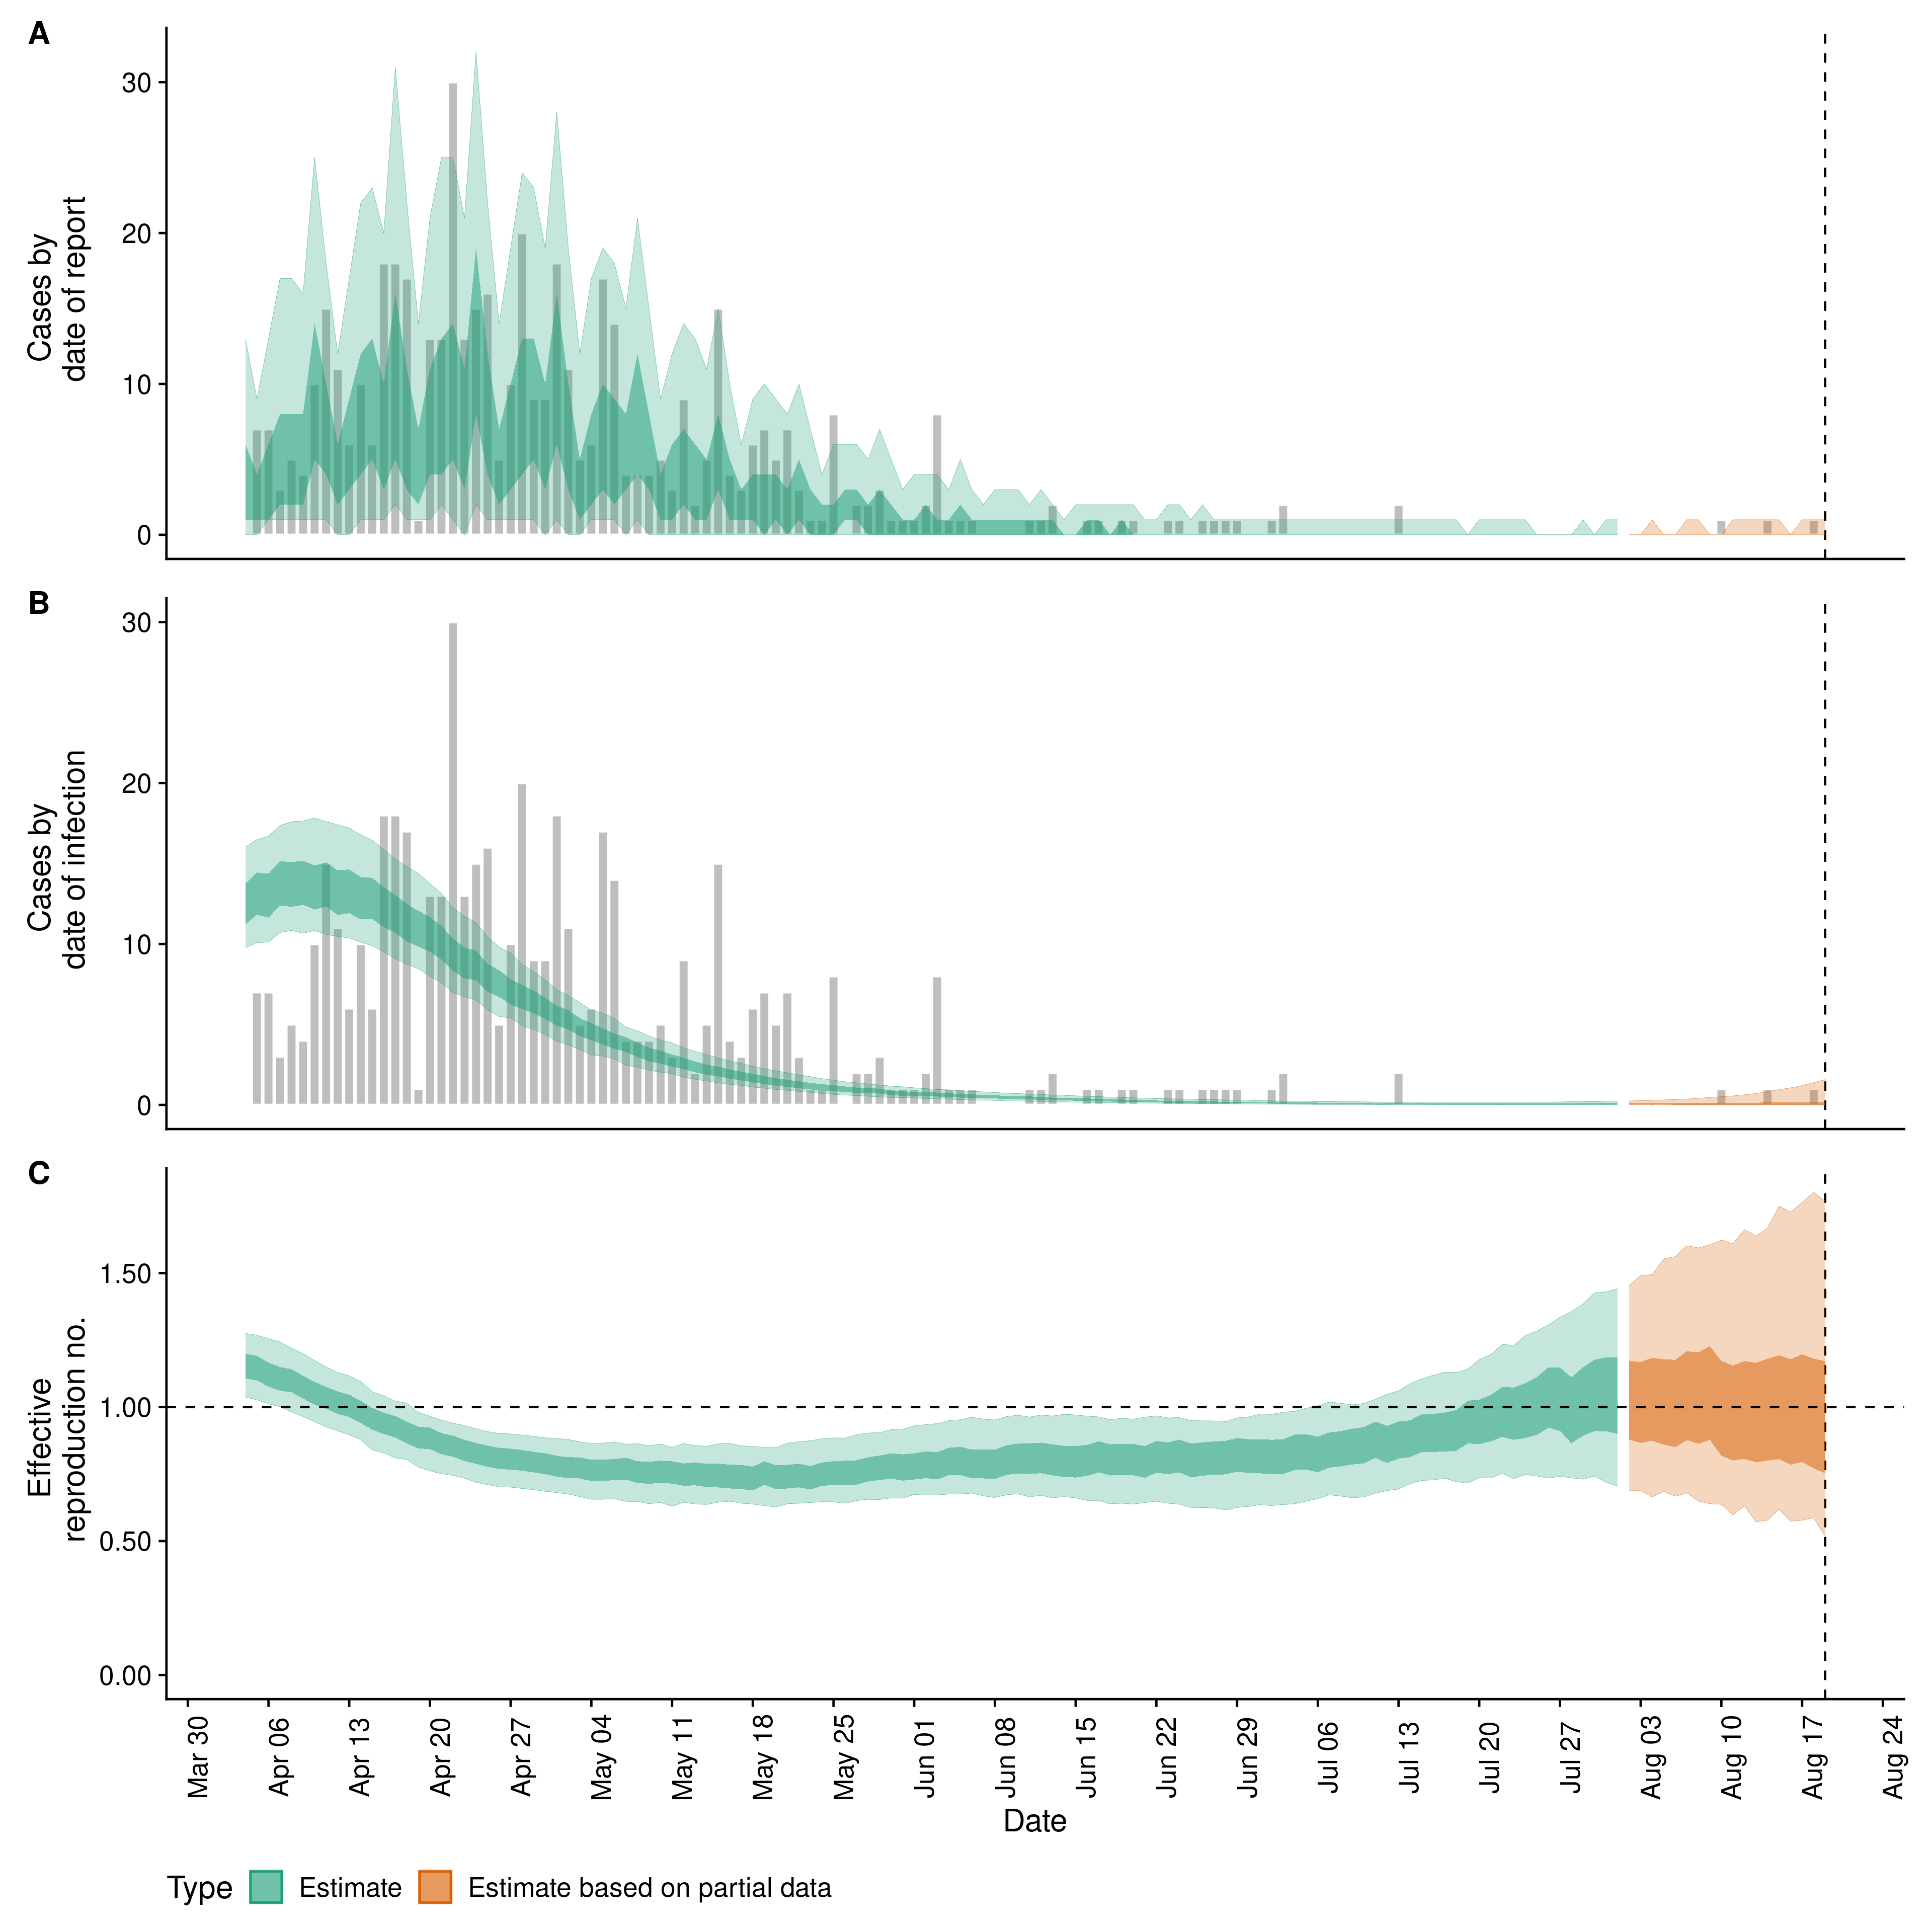 A
30
20
10
0
Cases by
date of report
B
30
20
10
0
Cases by
date of infection
C
1.50
1.00
0.50
0.00
Effective
reproduction no.
Mar 30
Apr 06
Apr 13
Apr 20
Apr 27
May 04
May 11
May 18
May 25
Jun 01
Jun 08
Jun 15
Jun 22
Jun 29
Jul 06
Jul 13
Jul 20
Jul 27
Aug 03
Aug 10
Aug 17
Aug 24
Date
Type Estimate Estimate based on partial data